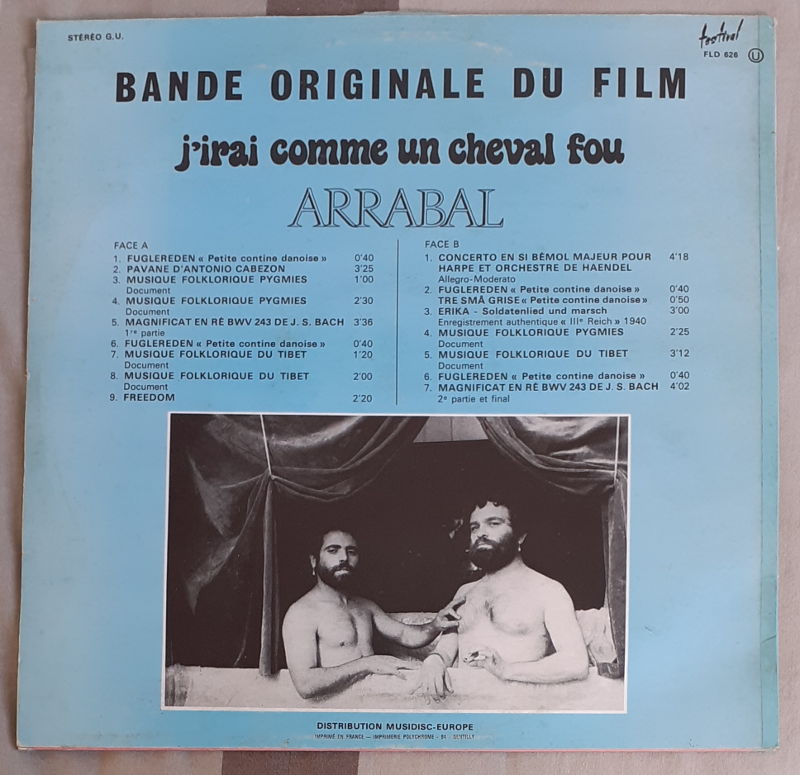 STÉRÉO G.U.
festival
FLD 626 U
BANDE ORIGINALE DU FILM
j'irai comme un cheval fou
ARRABAL
FACE A
1. FUGLEREDEN « Petite contine danoise » 0'40
2. PAVANE D'ANTONIO CABEZON 3'25
3. MUSIQUE FOLKLORIQUE PYGMIES 1'00
Document
4. MUSIQUE FOLKLORIQUE PYGMIES 2'30
Document
5. MAGNIFICAT EN RÉ BWV 243 DE J. S. BACH 3'36
1re partie
6. FUGLEREDEN « Petite contine danoise » 0'40
7. MUSIQUE FOLKLORIQUE DU TIBET 1'20
Document
8. MUSIQUE FOLKLORIQUE DU TIBET 2'00
Document
9. FREEDOM 2'20
FACE B
1. CONCERTO EN SI BÉMOL MAJEUR POUR 4'18
HARPE ET ORCHESTRE DE HAENDEL
Allegro-Moderato
2. FUGLEREDEN « Petite contine danoise » 0'40
TRE SMÅ GRISE « Petite contine danoise » 0'50
3. ERIKA - Soldatenlied und marsch 3'00
Enregistrement authentique « IIIe Reich » 1940
4. MUSIQUE FOLKLORIQUE PYGMIES 2'25
Document
5. MUSIQUE FOLKLORIQUE DU TIBET 3'12
Document
6. FUGLEREDEN « Petite contine danoise » 0'40
7. MAGNIFICAT EN RÉ BWV 243 DE J. S. BACH 4'02
2e partie et final
DISTRIBUTION MUSIDISC-EUROPE
IMPRIMÉ EN FRANCE — IMPRIMERIE POLYCHROME - 94 - GENTILLY